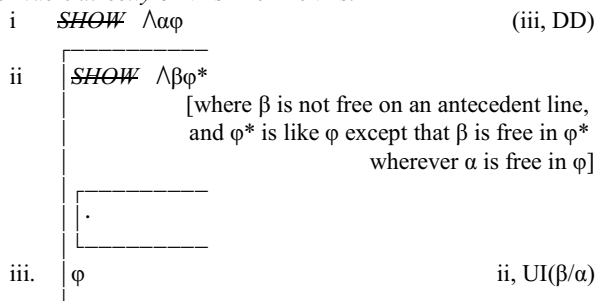 i SHOW ∧αφ (iii, DD)
ii SHOW ∧βφ*
[where β is not free on an antecedent line,
and φ* is like φ except that β is free in φ*
wherever α is free in φ]
.
iii. φ ii, UI(β/α)